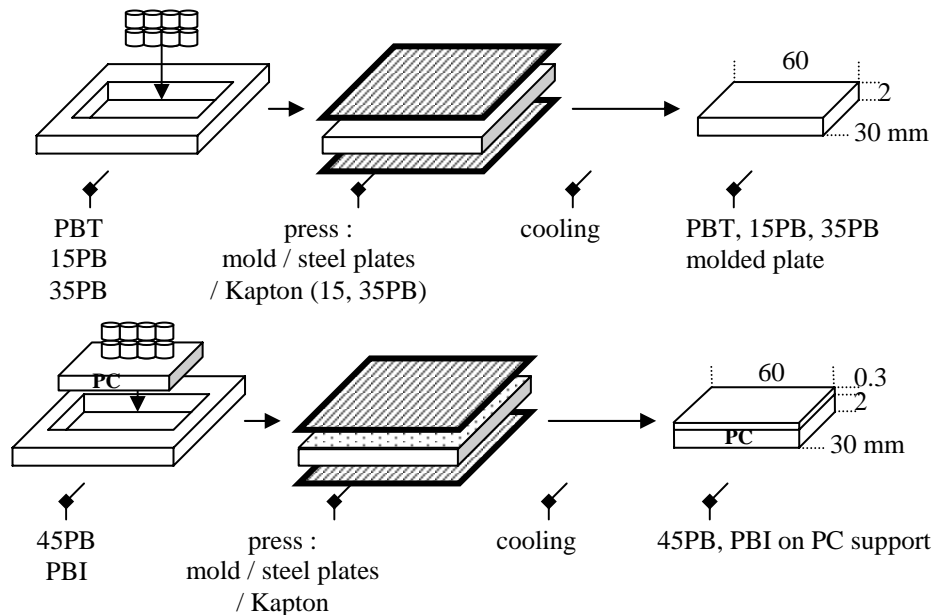 60
2
30 mm
PBT
15PB
35PB
press :
mold / steel plates
/ Kapton (15, 35PB)
cooling
PBT, 15PB, 35PB
molded plate
PC
60
0.3
2
PC
30 mm
45PB
PBI
press :
mold / steel plates
/ Kapton
cooling
45PB, PBI on PC support